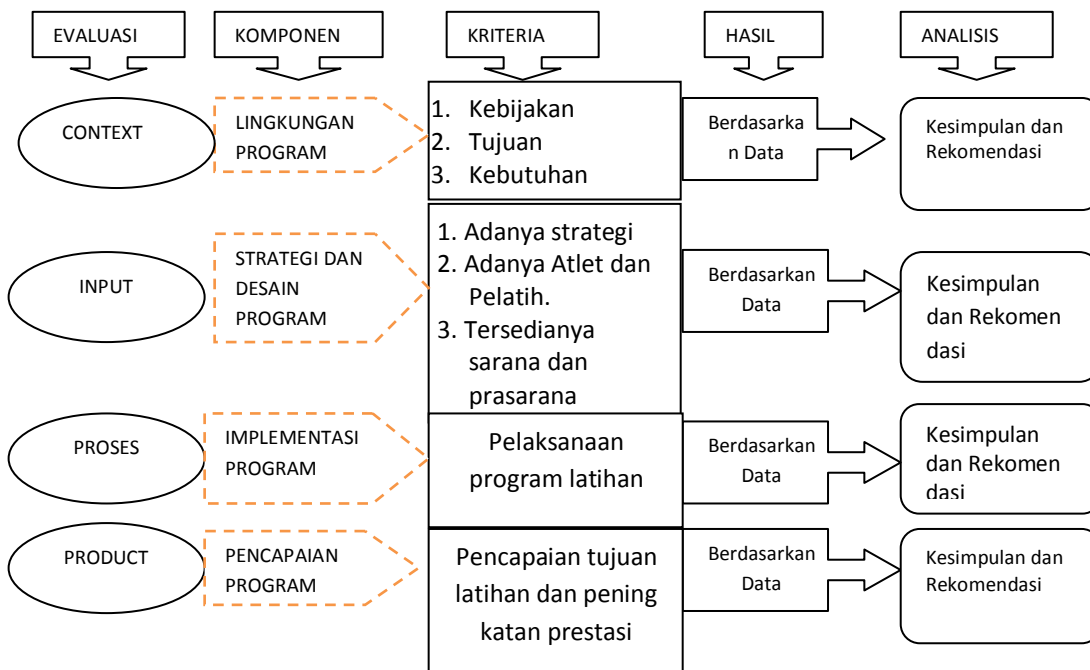 EVALUASI
KOMPONEN
KRITERIA
HASIL
ANALISIS
CONTEXT
LINGKUNGAN
PROGRAM
1. Kebijakan
2. Tujuan
3. Kebutuhan
Berdasarka
n Data
Kesimpulan dan
Rekomendasi
INPUT
STRATEGI DAN
DESAIN
PROGRAM
1. Adanya strategi
2. Adanya Atlet dan
Pelatih.
3. Tersedianya
sarana dan
prasarana
Berdasarkan
Data
Kesimpulan
dan Rekomen
dasi
PROSES
IMPLEMENTASI
PROGRAM
Pelaksanaan
program latihan
Berdasarkan
Data
Kesimpulan
dan Rekomen
dasi
PRODUCT
PENCAPAIAN
PROGRAM
Pencapaian tujuan
latihan dan pening
katan prestasi
Berdasarkan
Data
Kesimpulan dan
Rekomendasi